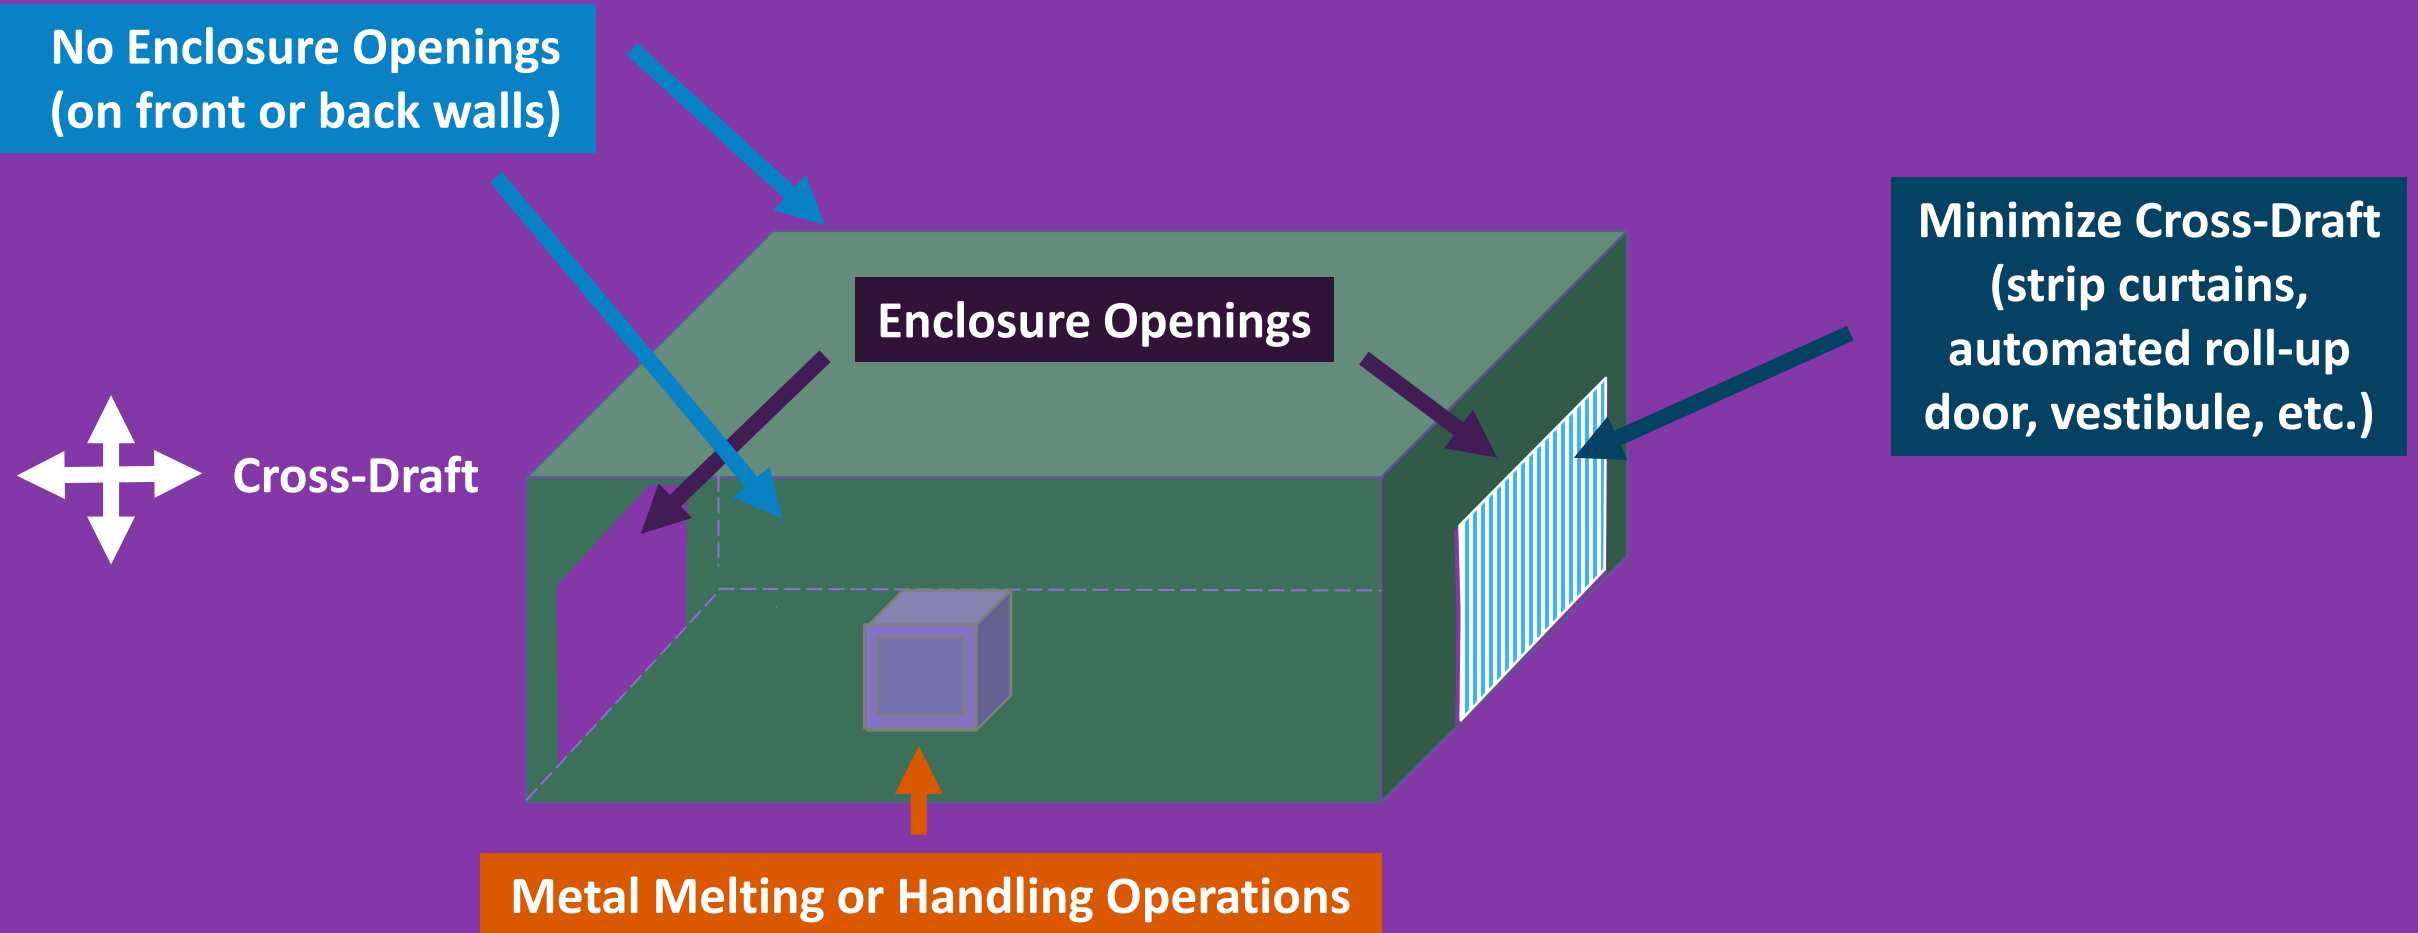 No Enclosure Openings
(on front or back walls)
Minimize Cross-Draft
(strip curtains,
automated roll-up
door, vestibule, etc.)
Enclosure Openings
Cross-Draft
Metal Melting or Handling Operations